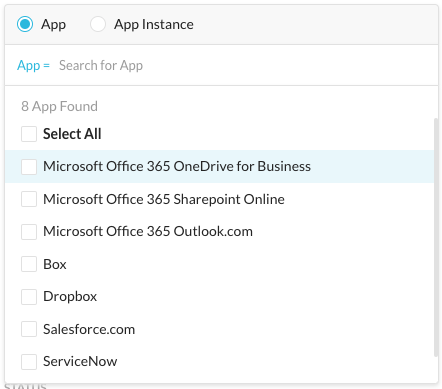 App App Instance
App = Search for App
8 App Found
Select All
Microsoft Office 365 OneDrive for Business
Microsoft Office 365 Sharepoint Online
Microsoft Office 365 Outlook.com
Box
Dropbox
Salesforce.com
ServiceNow
STATUS